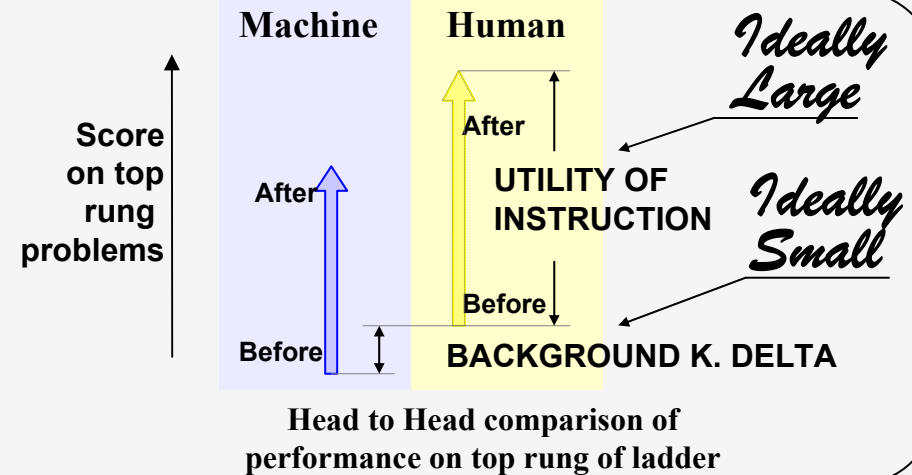 Machine
Human
Ideally
Large
Score
on top
rung
problems
After
After
UTILITY OF
INSTRUCTION
Ideally
Small
Before
Before
BACKGROUND K. DELTA
Head to Head comparison of
performance on top rung of ladder